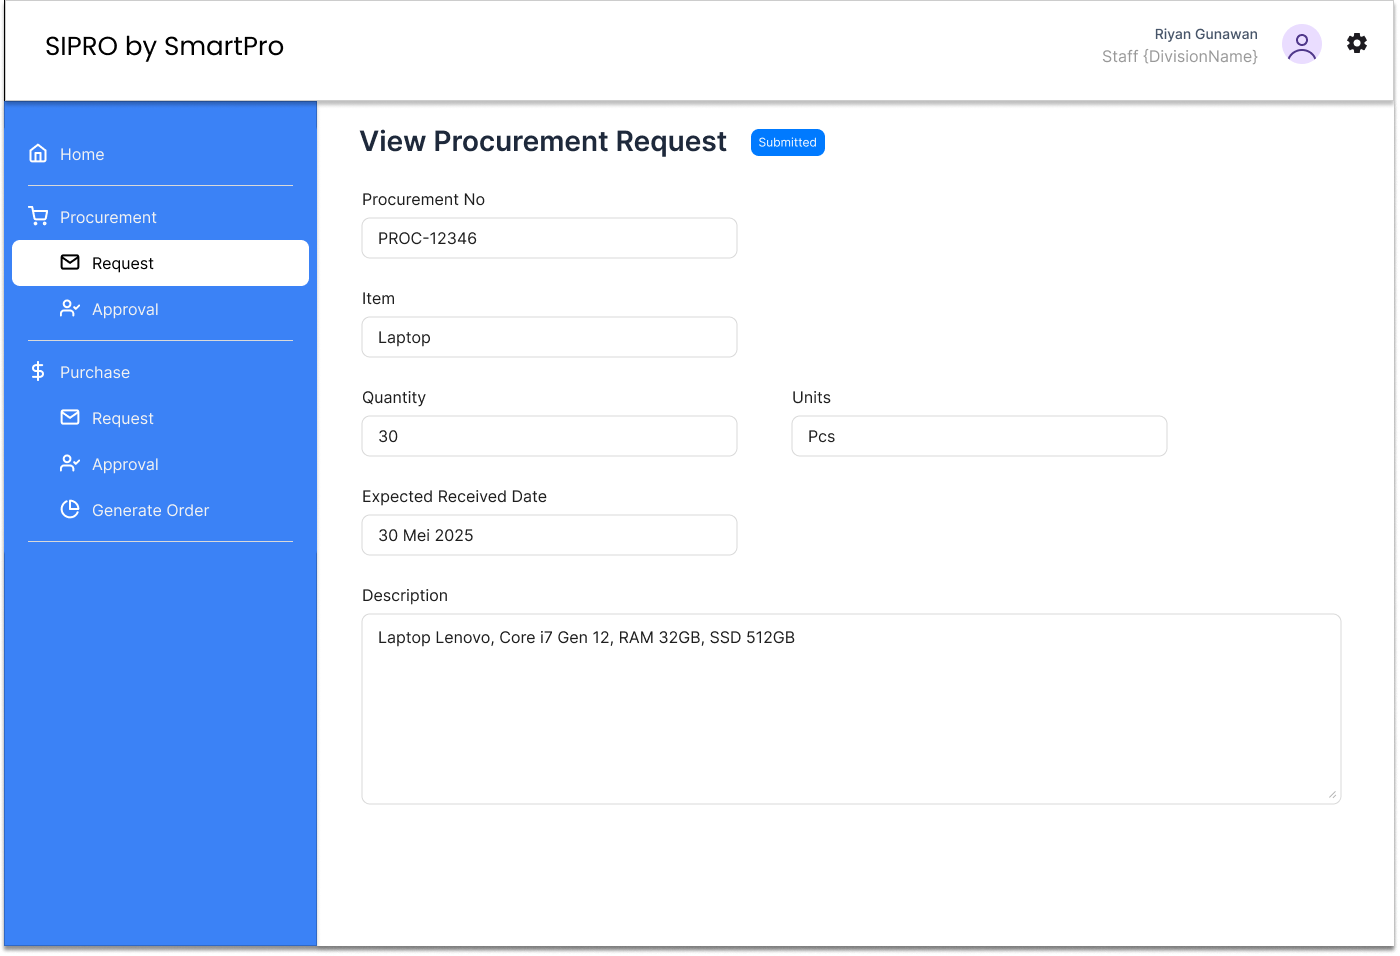 SIPRO by SmartPro
Riyan Gunawan
Staff {DivisionName}
Home
Procurement
Request
Approval
Purchase
Request
Approval
Generate Order
View Procurement Request
Submitted
Procurement No
PROC-12346
Item
Laptop
Quantity
Units
30
Pcs
Expected Received Date
30 Mei 2025
Description
Laptop Lenovo, Core i7 Gen 12, RAM 32GB, SSD 512GB